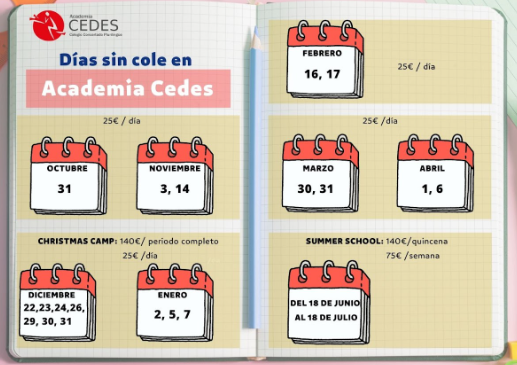 Academia
CEDES
Colegio Concertado Plurilingüe
Días sin cole en
Academia Cedes
25€ / día
OCTUBRE
31
NOVIEMBRE
3, 14
CHRISTMAS CAMP: 140€/ periodo completo
25€ /día
DICIEMBRE
22,23,24,26,
29, 30, 31
ENERO
2, 5, 7
FEBRERO
16, 17
25€ / día
25€ /día
MARZO
30, 31
ABRIL
1, 6
SUMMER SCHOOL: 140€/quincena
75€ /semana
DEL 18 DE JUNIO
AL 18 DE JULIO